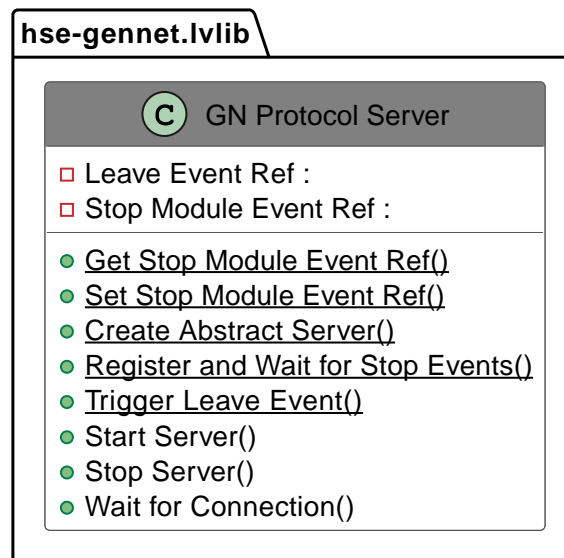 hse-gennet.lvlib
C GN Protocol Server
Leave Event Ref :
Stop Module Event Ref :
Get Stop Module Event Ref()
Set Stop Module Event Ref()
Create Abstract Server()
Register and Wait for Stop Events()
Trigger Leave Event()
Start Server()
Stop Server()
Wait for Connection()